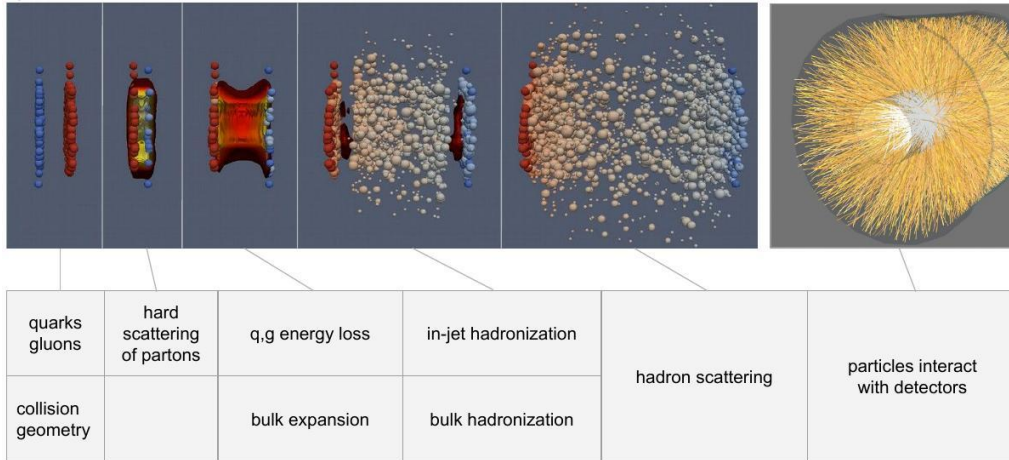 quarks
gluons
hard
scattering
of partons
q,g energy loss
in-jet hadronization
hadron scattering
particles interact
with detectors
collision
geometry
bulk expansion
bulk hadronization